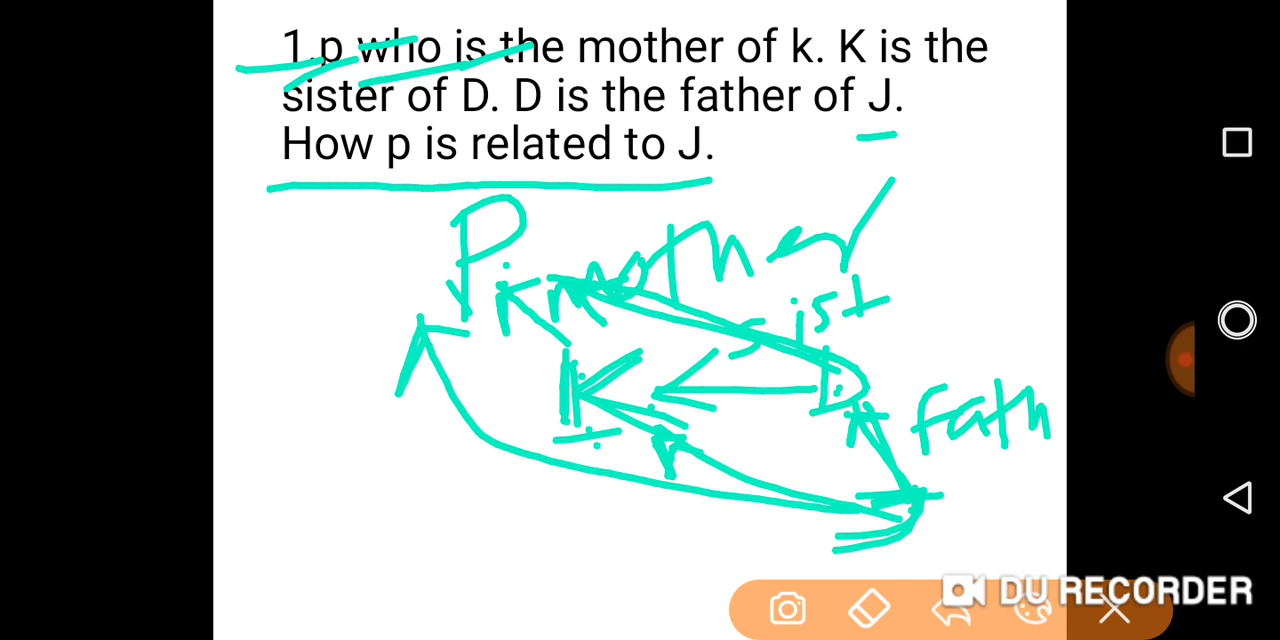 1.p who is the mother of k. K is the
sister of D. D is the father of J.
How p is related to J.
P mother
K sist D
Fath
J
DU RECORDER